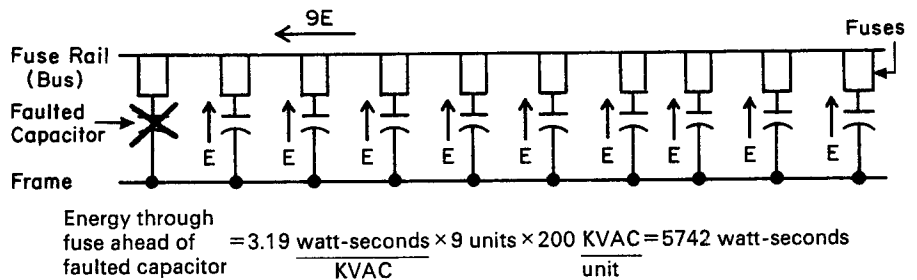 9E
Fuses
Fuse Rail
(Bus)
Faulted
Capacitor
E E E E E E E E E
Frame
Energy through
fuse ahead of
faulted capacitor
=3.19 watt-seconds/KVAC × 9 units × 200 KVAC/unit = 5742 watt-seconds